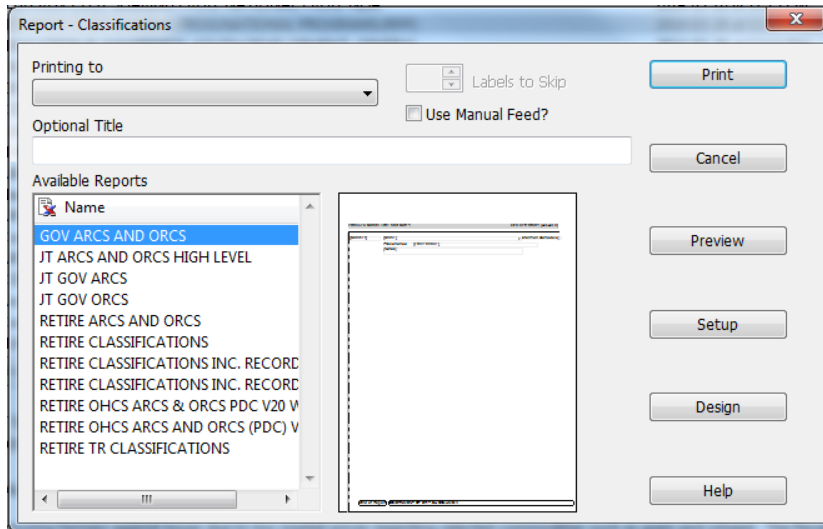 Report - Classifications
Printing to
Labels to Skip
Use Manual Feed?
Optional Title
Available Reports
Name
GOV ARCS AND ORCS
JT ARCS AND ORCS HIGH LEVEL
JT GOV ARCS
JT GOV ORCS
RETIRE ARCS AND ORCS
RETIRE CLASSIFICATIONS
RETIRE CLASSIFICATIONS INC. RECORD
RETIRE CLASSIFICATIONS INC. RECORD
RETIRE OHCS ARCS & ORCS PDC V20 W
RETIRE OHCS ARCS AND ORCS (PDC) V
RETIRE TR CLASSIFICATIONS
Print
Cancel
Preview
Setup
Design
Help